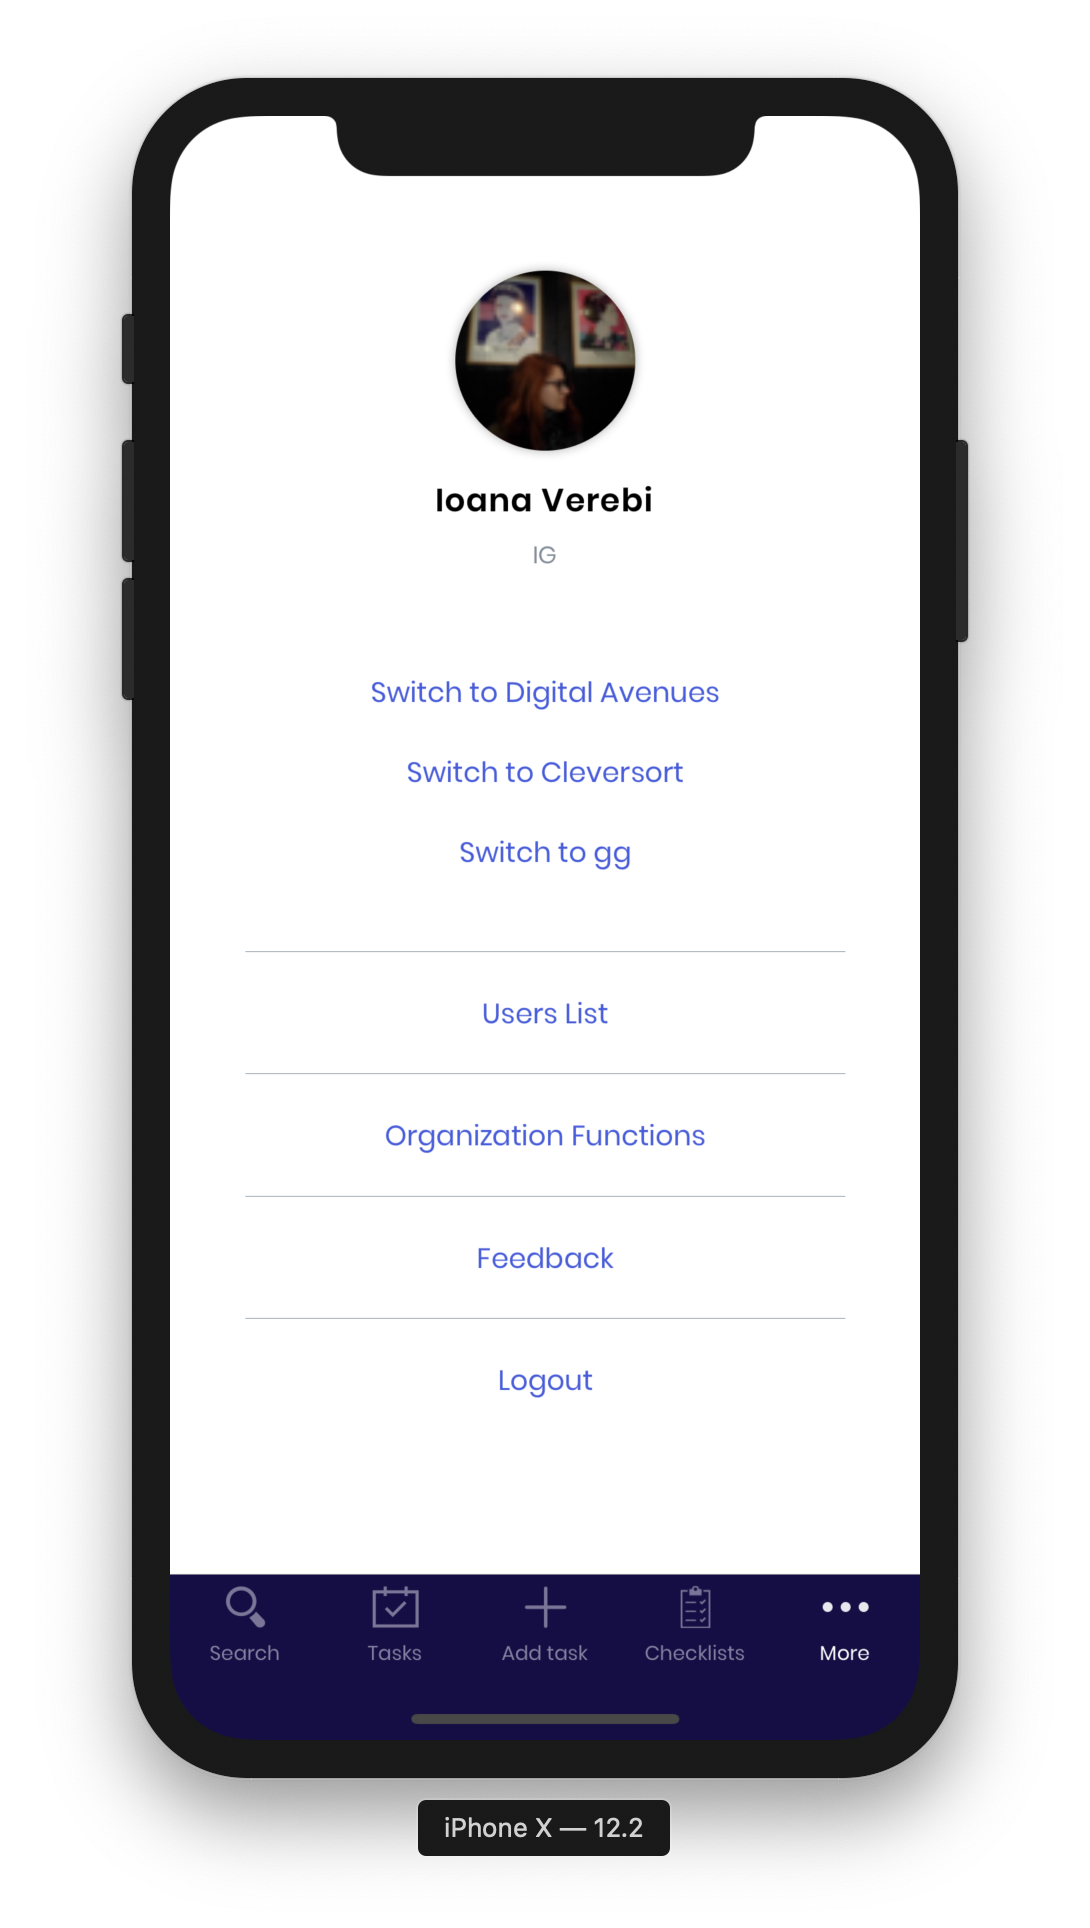 Ioana Verebi
IG
Switch to Digital Avenues
Switch to Cleversort
Switch to gg
Users List
Organization Functions
Feedback
Logout
Search
Tasks
Add task
Checklists
More
iPhone X — 12.2